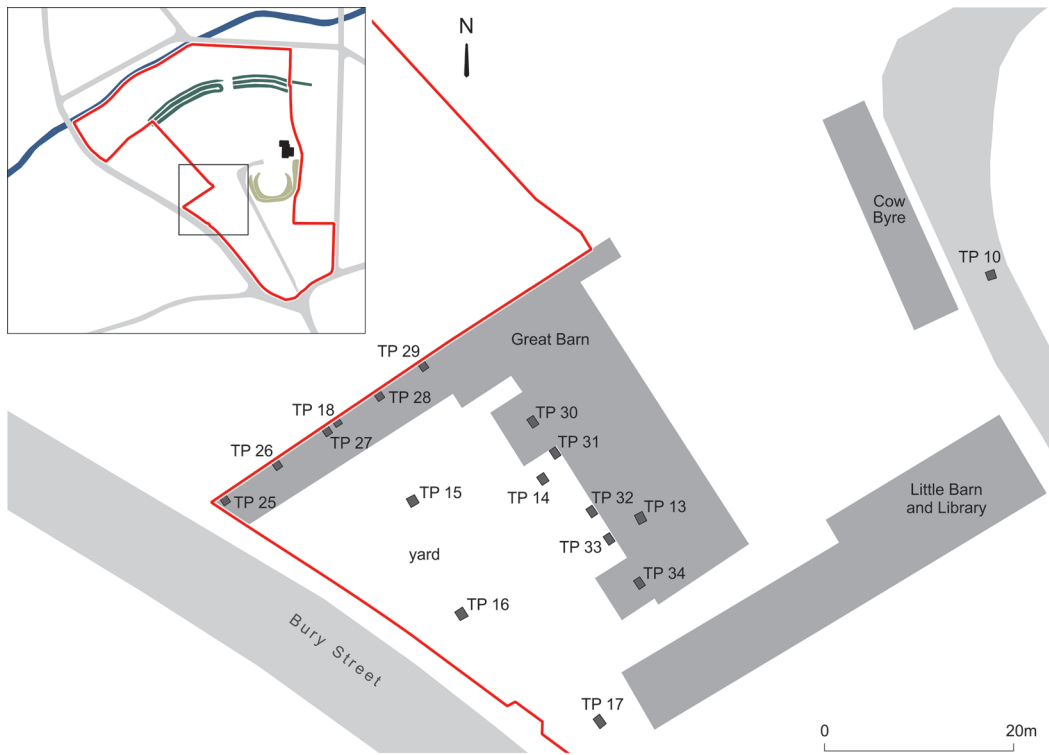 N
Cow
Byre
TP 10
Great Barn
TP 29
TP 28
TP 18
TP 27
TP 30
TP 26
TP 31
TP 25
TP 15
TP 14
TP 32
TP 13
Little Barn
and Library
yard
TP 33
TP 34
TP 16
Bury Street
TP 17
0
20m